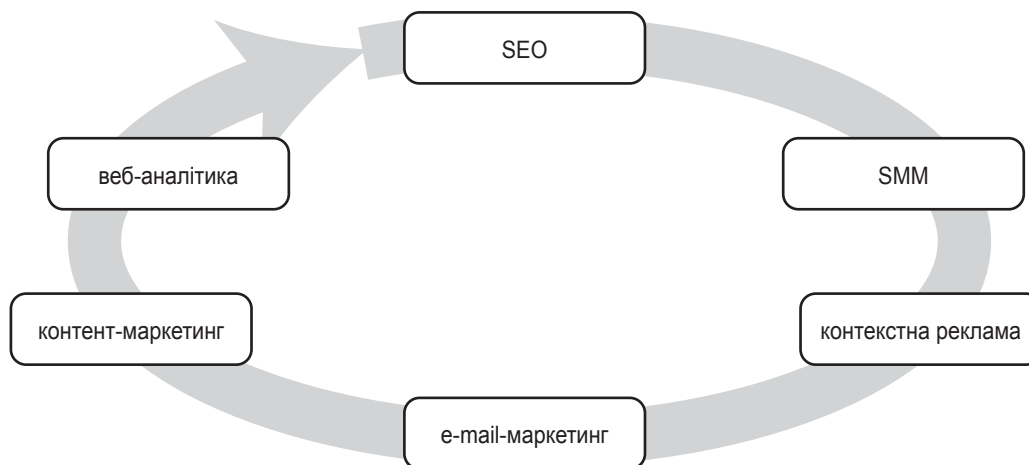 SEO
SMM
контекстна реклама
e-mail-маркетинг
контент-маркетинг
веб-аналітика